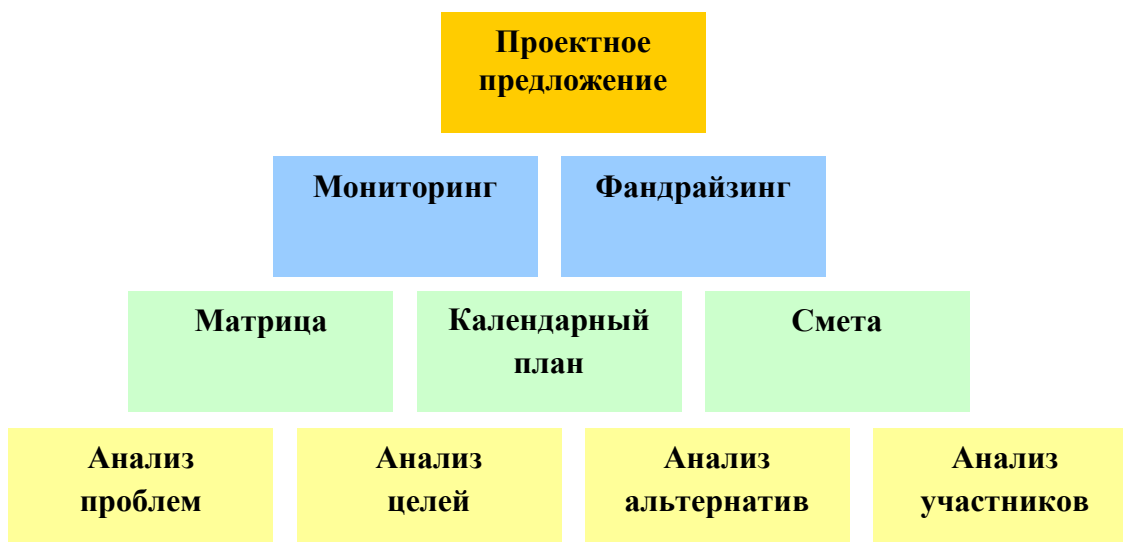 Проектное
предложение
Мониторинг
Фандрайзинг
Матрица
Календарный
план
Смета
Анализ
проблем
Анализ
целей
Анализ
альтернатив
Анализ
участников